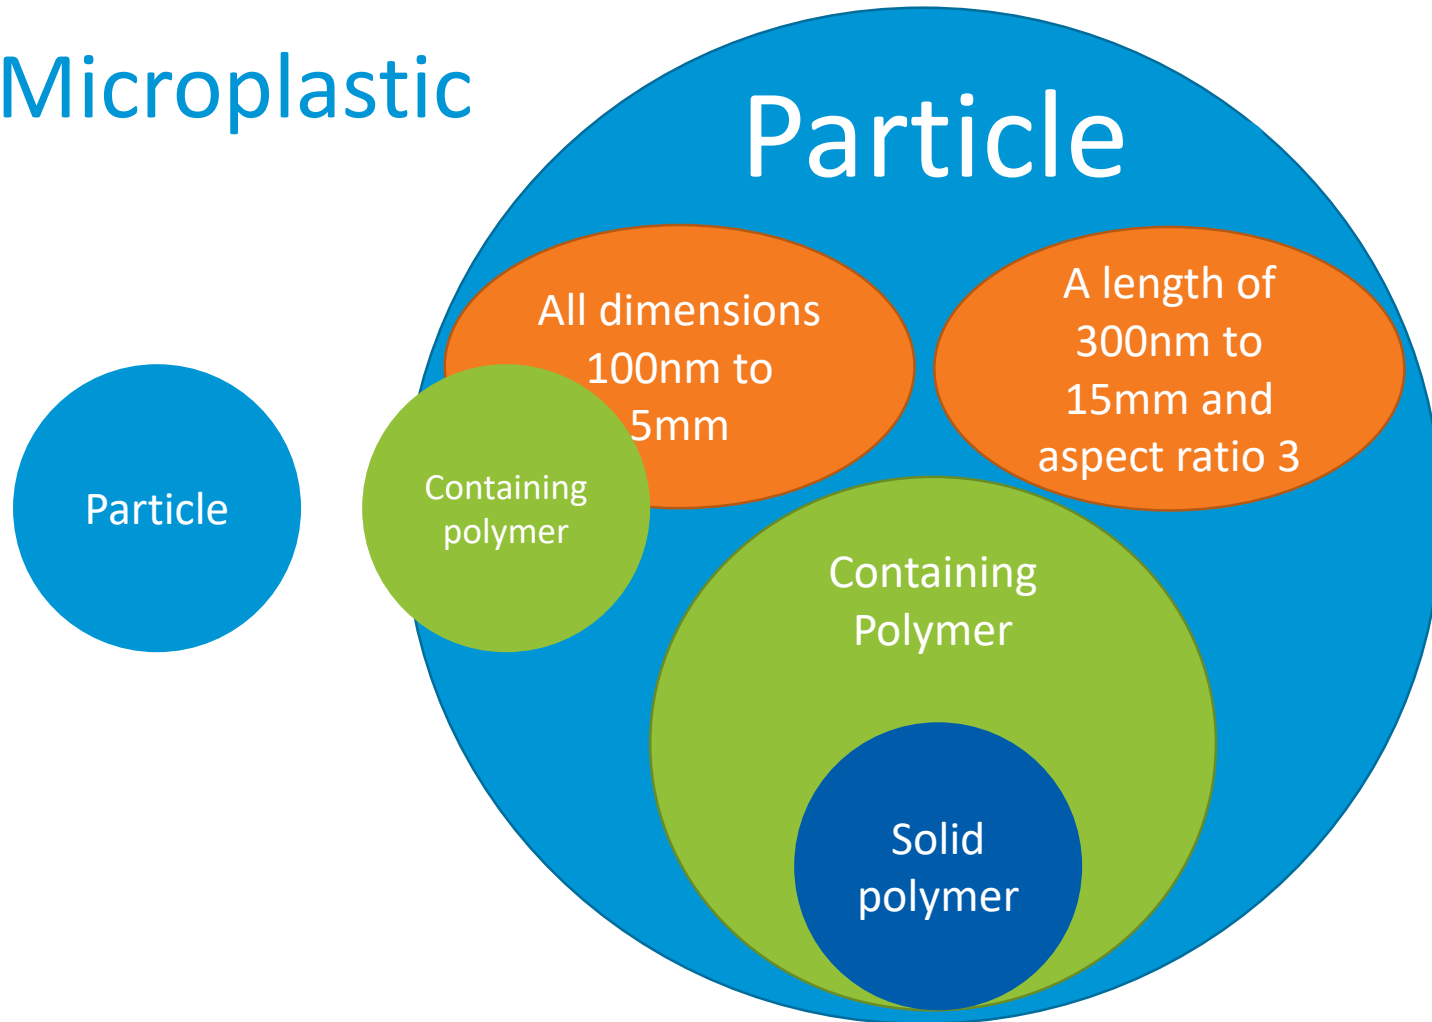 Microplastic
Particle
All dimensions
100nm to
5mm
A length of
300nm to
15mm and
aspect ratio 3
Particle
Containing
polymer
Containing
Polymer
Solid
polymer